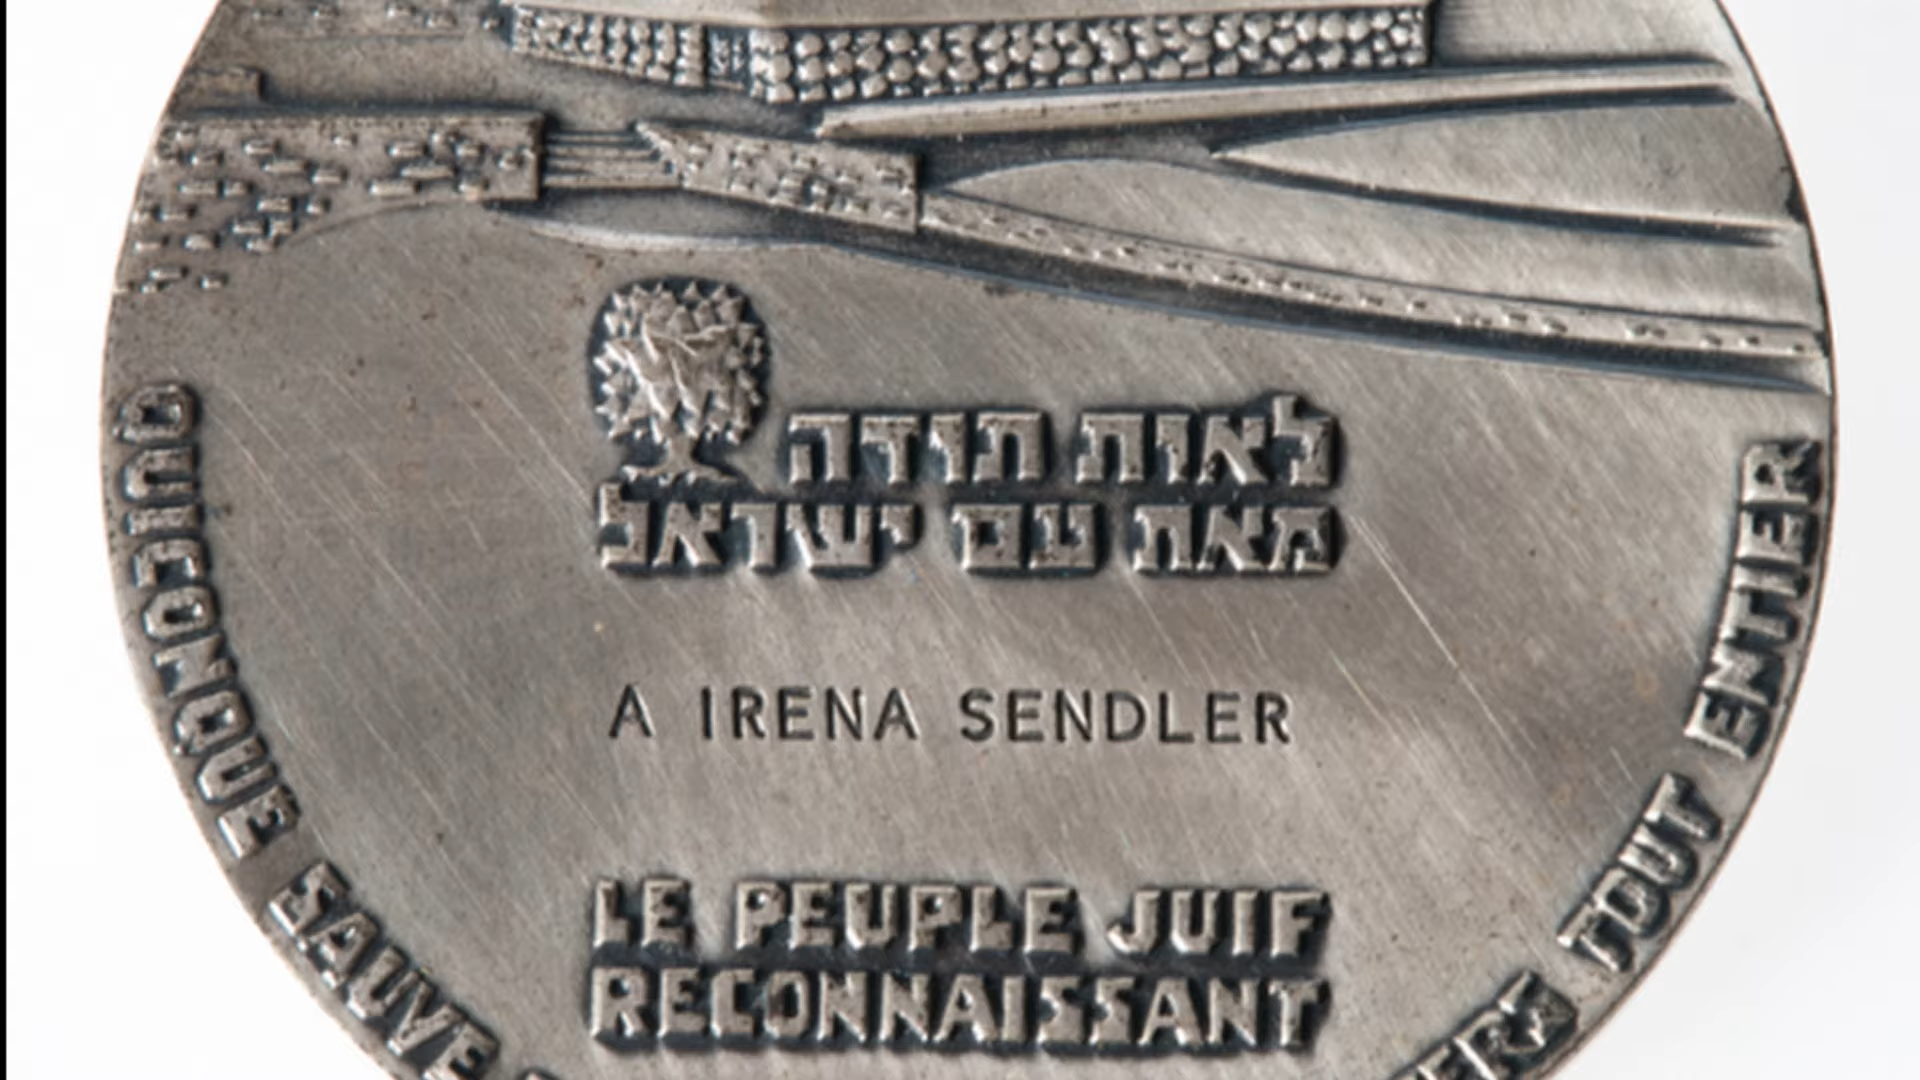 לאות תודה
מאת עם ישראל
A IRENA SENDLER
LE PEUPLE JUIF
RECONNAISSANT
QUICONQUE SAUVE
TOUT ENTIER